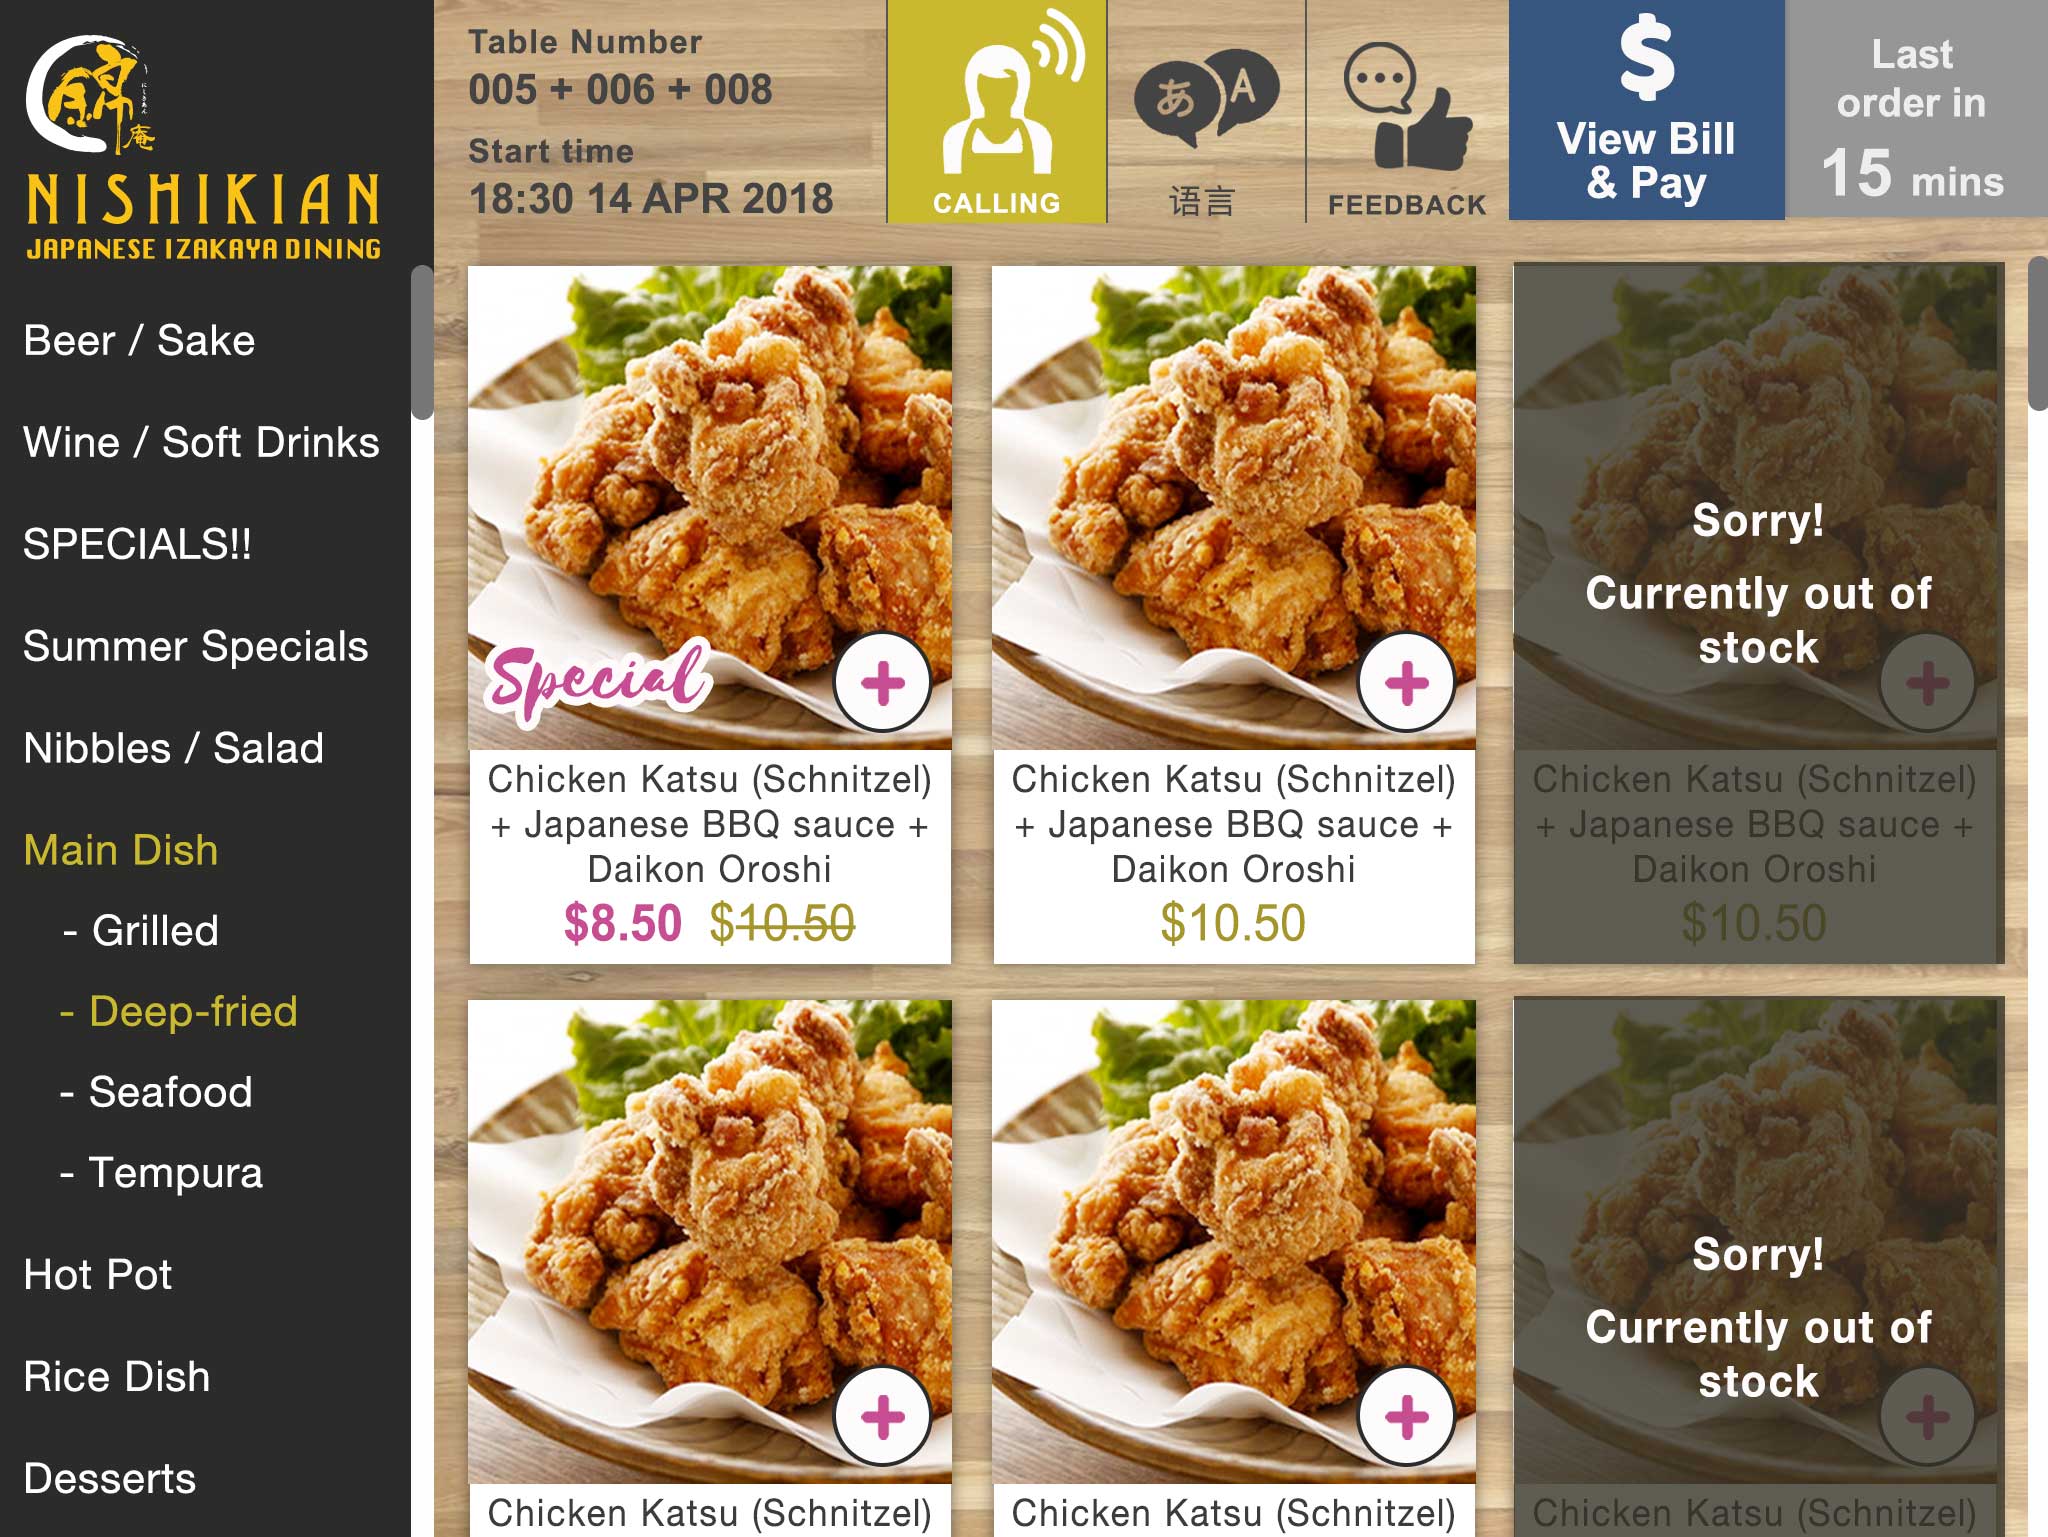 錦庵
にしきあん
NISHIKIAN
JAPANESE IZAKAYA DINING
Beer / Sake
Wine / Soft Drinks
SPECIALS!!
Summer Specials
Nibbles / Salad
Main Dish
- Grilled
- Deep-fried
- Seafood
- Tempura
Hot Pot
Rice Dish
Desserts
Table Number
005 + 006 + 008
Start time
18:30 14 APR 2018
CALLING
あ A
语言
FEEDBACK
$
View Bill
& Pay
Last
order in
15 mins
Special
Chicken Katsu (Schnitzel)
+ Japanese BBQ sauce +
Daikon Oroshi
$8.50 $10.50
Chicken Katsu (Schnitzel)
+ Japanese BBQ sauce +
Daikon Oroshi
$10.50
Sorry!
Currently out of
stock
Chicken Katsu (Schnitzel)
+ Japanese BBQ sauce +
Daikon Oroshi
$10.50
Chicken Katsu (Schnitzel)
Chicken Katsu (Schnitzel)
Sorry!
Currently out of
stock
Chicken Katsu (Schnitzel)